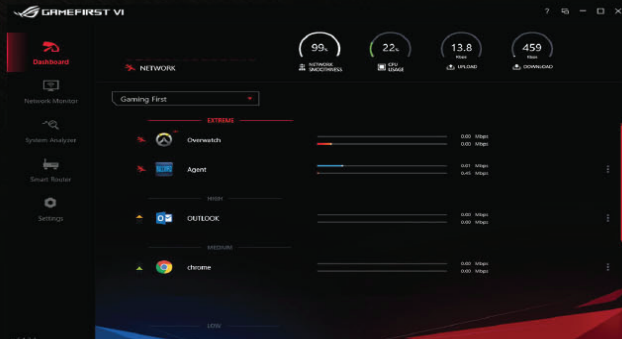 GAMEFIRST VI
?
Dashboard
Network Monitor
System Analyzer
Smart Router
Settings
NETWORK
99%
NETWORK SMOOTHNESS
22%
CPU USAGE
13.8
Kbps
UPLOAD
459
Kbps
DOWNLOAD
Gaming First
EXTREME
Overwatch
0.00 Mbps
0.00 Mbps
Agent
0.01 Mbps
0.45 Mbps
HIGH
OUTLOOK
0.00 Mbps
0.00 Mbps
MEDIUM
chrome
0.00 Mbps
0.00 Mbps
LOW